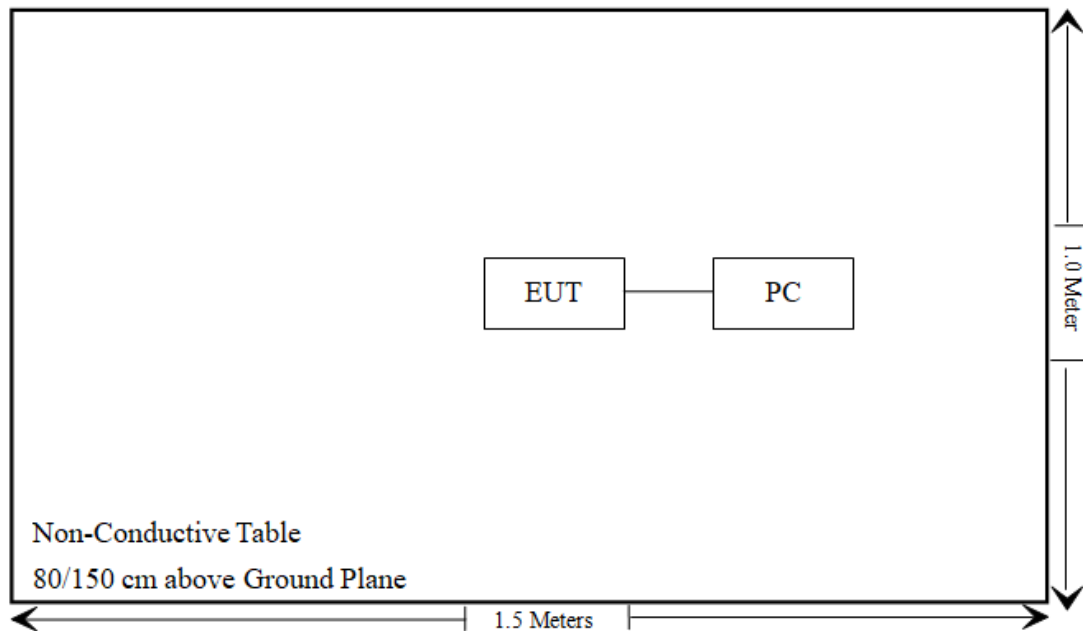 EUT
PC
1.0 Meter
Non-Conductive Table
80/150 cm above Ground Plane
1.5 Meters